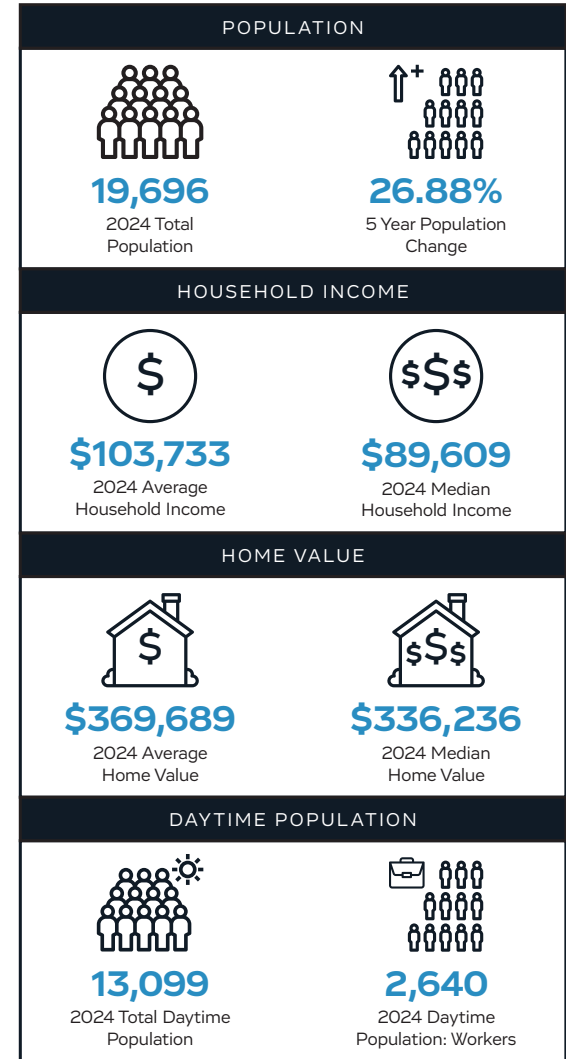 POPULATION
19,696
2024 Total
Population
26.88%
5 Year Population
Change
HOUSEHOLD INCOME
$
$103,733
2024 Average
Household Income
$$$
$89,609
2024 Median
Household Income
HOME VALUE
$
$369,689
2024 Average
Home Value
$$$
$336,236
2024 Median
Home Value
DAYTIME POPULATION
13,099
2024 Total Daytime
Population
2,640
2024 Daytime
Population: Workers